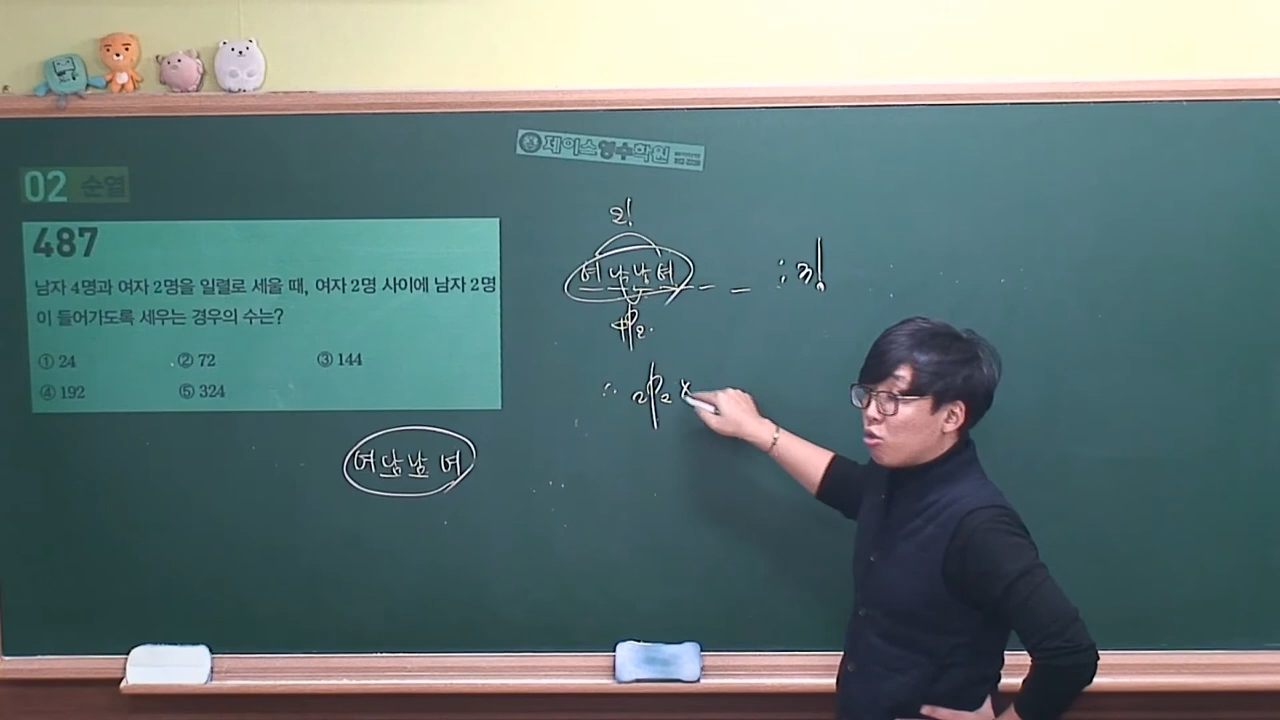 제이스영수학원
02 순열
487
남자 4명과 여자 2명을 일렬로 세울 때, 여자 2명 사이에 남자 2명
이 들어가도록 세우는 경우의 수는?
① 24 ② 72 ③ 144
④ 192 ⑤ 324
2!
여 남 남 여 _ _ : 3!
4P2.
∴ 2P2 ×
여 남 남 여